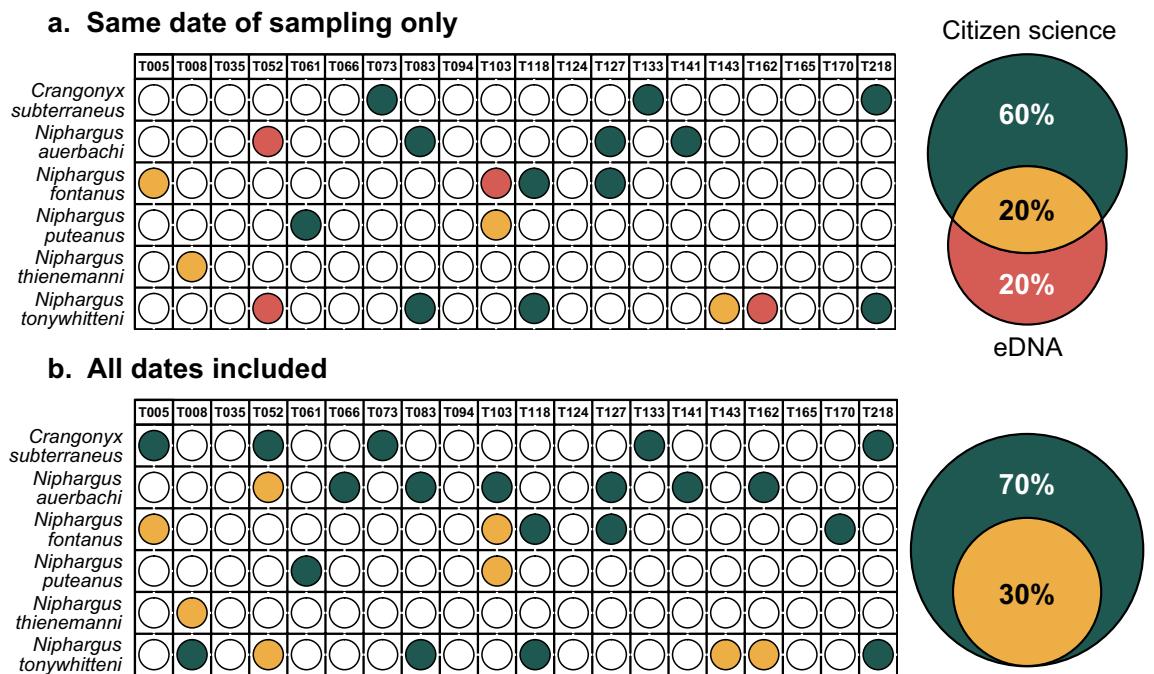 a. Same date of sampling only
Citizen science
T005 T008 T035 T052 T061 T066 T073 T083 T094 T103 T118 T124 T127 T133 T141 T143 T162 T165 T170 T218
Crangonyx
subterraneus
Niphargus
auerbachi
Niphargus
fontanus
Niphargus
puteanus
Niphargus
thienemanni
Niphargus
tonywhitteni
60%
20%
20%
eDNA
b. All dates included
T005 T008 T035 T052 T061 T066 T073 T083 T094 T103 T118 T124 T127 T133 T141 T143 T162 T165 T170 T218
Crangonyx
subterraneus
Niphargus
auerbachi
Niphargus
fontanus
Niphargus
puteanus
Niphargus
thienemanni
Niphargus
tonywhitteni
70%
30%